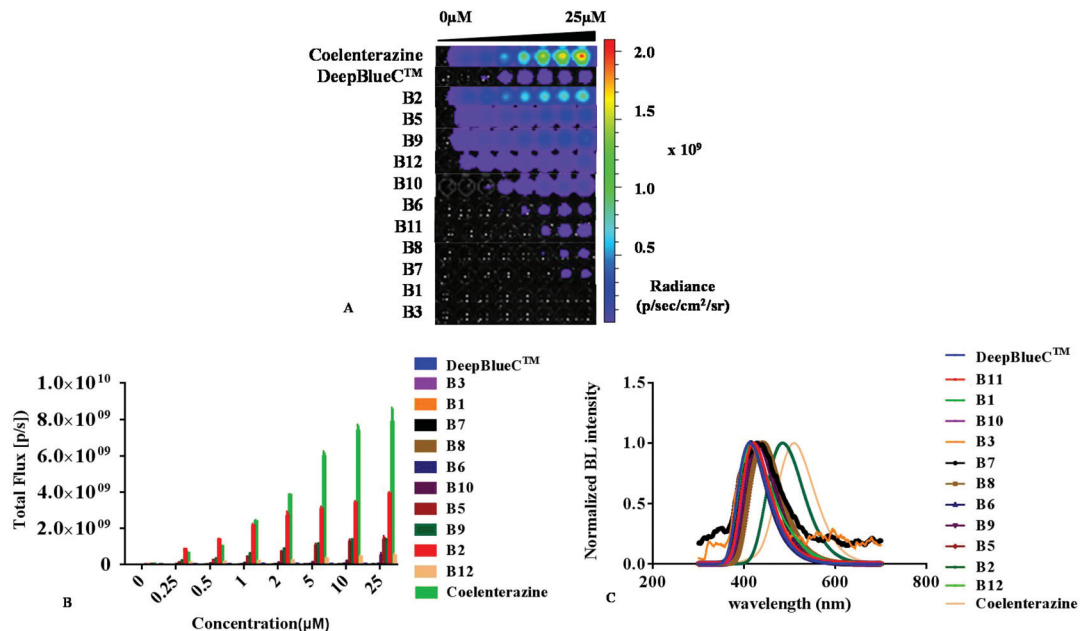 0µM 25µM
Coelenterazine
DeepBlueC™
B2
B5
B9
B12
B10
B6
B11
B8
B7
B1
B3
2.0
1.5
x 10⁹
1.0
0.5
Radiance
(p/sec/cm²/sr)
A
Total Flux [p/s]
1.0×10¹⁰
8.0×10⁰⁹
6.0×10⁰⁹
4.0×10⁰⁹
2.0×10⁰⁹
0
0 0.25 0.5 1 2 5 10 25
Concentration(µM)
B
DeepBlueC™
B3
B1
B7
B8
B6
B10
B5
B9
B2
B12
Coelenterazine
Normalized BL intensity
1.5
1.0
0.5
0.0
200 400 600 800
wavelength (nm)
C
DeepBlueC™
B11
B1
B10
B3
B7
B8
B6
B9
B5
B2
B12
Coelenterazine